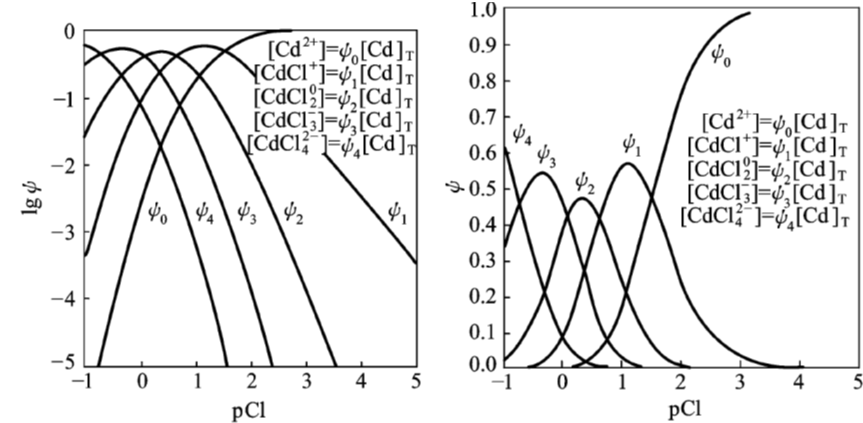 0
−1
−2
−3
−4
−5
lg ψ
[Cd²⁺]=ψ₀[Cd]T
[CdCl⁺]=ψ₁[Cd]T
[CdCl₂⁰]=ψ₂[Cd]T
[CdCl₃⁻]=ψ₃[Cd]T
[CdCl₄²⁻]=ψ₄[Cd]T
ψ₀ ψ₄ ψ₃ ψ₂ ψ₁
−1 0 1 2 3 4 5
pCl
1.0
0.9
0.8
0.7
0.6
0.5
0.4
0.3
0.2
0.1
0.0
ψ
ψ₀
ψ₄
ψ₃
ψ₂
ψ₁
[Cd²⁺]=ψ₀[Cd]T
[CdCl⁺]=ψ₁[Cd]T
[CdCl₂⁰]=ψ₂[Cd]T
[CdCl₃⁻]=ψ₃[Cd]T
[CdCl₄²⁻]=ψ₄[Cd]T
−1 0 1 2 3 4 5
pCl